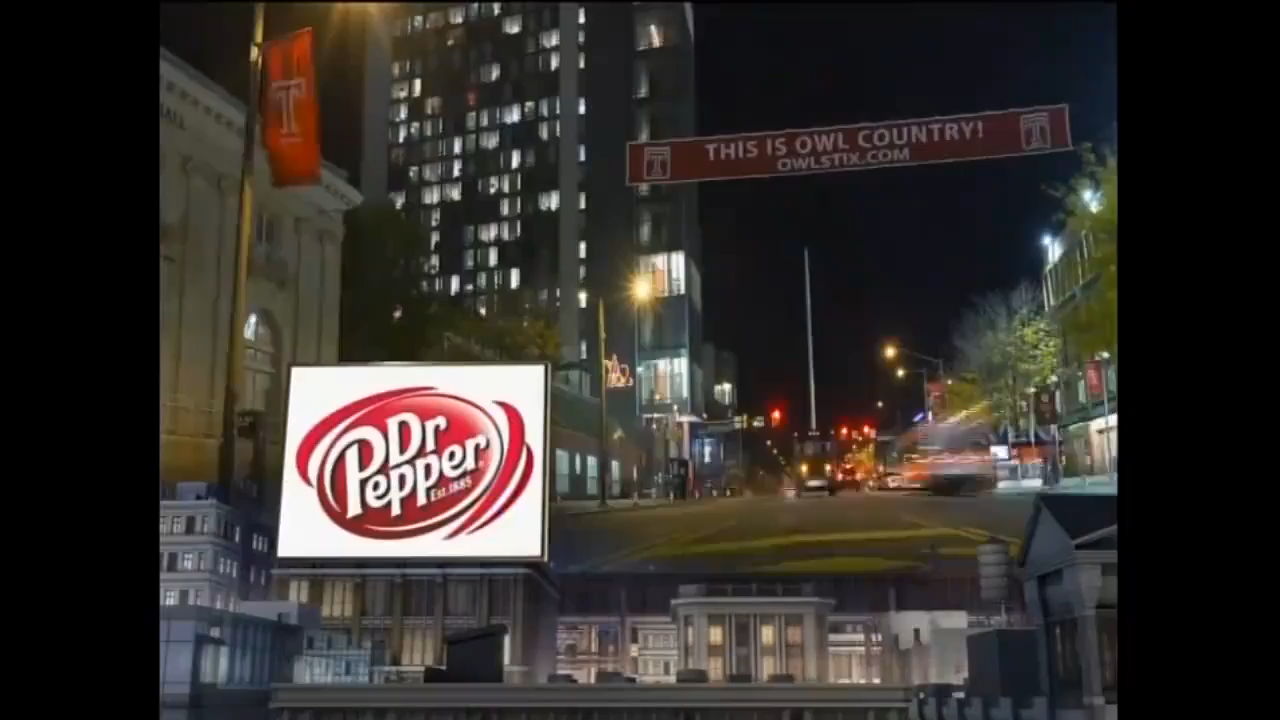 T
THIS IS OWL COUNTRY!
OWLSTIX.COM
Dr
Pepper
Est. 1885